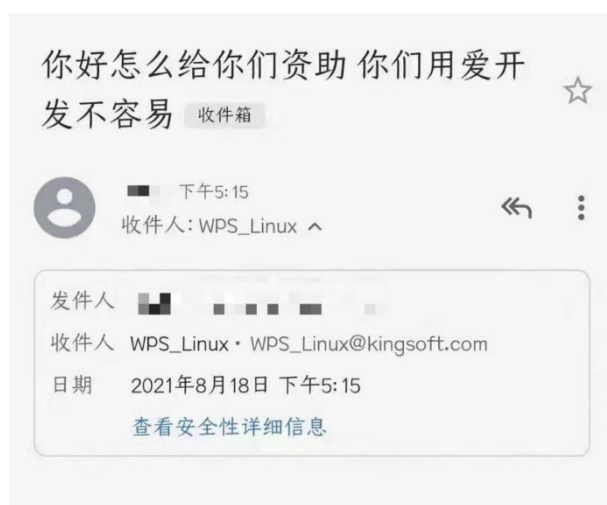 你好怎么给你们资助 你们用爱开
发不容易 收件箱
下午5:15
收件人: WPS_Linux
发件人
收件人 WPS_Linux · WPS_Linux@kingsoft.com
日期 2021年8月18日 下午5:15
查看安全性详细信息